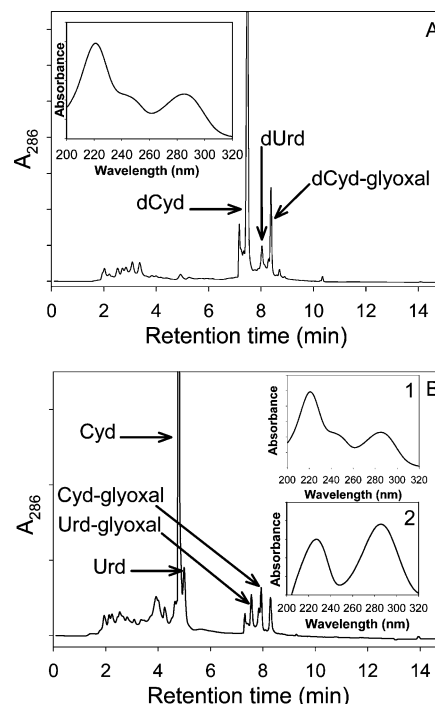 A
Absorbance
200 220 240 260 280 300 320
Wavelength (nm)
A286
dCyd
dUrd
dCyd-glyoxal
0 2 4 6 8 10 12 14
Retention time (min)
B
Cyd
Cyd-glyoxal
Urd-glyoxal
Urd
A286
1
Absorbance
200 220 240 260 280 300 320
Wavelength (nm)
2
Absorbance
200 220 240 260 280 300 320
Wavelength (nm)
0 2 4 6 8 10 12 14
Retention time (min)